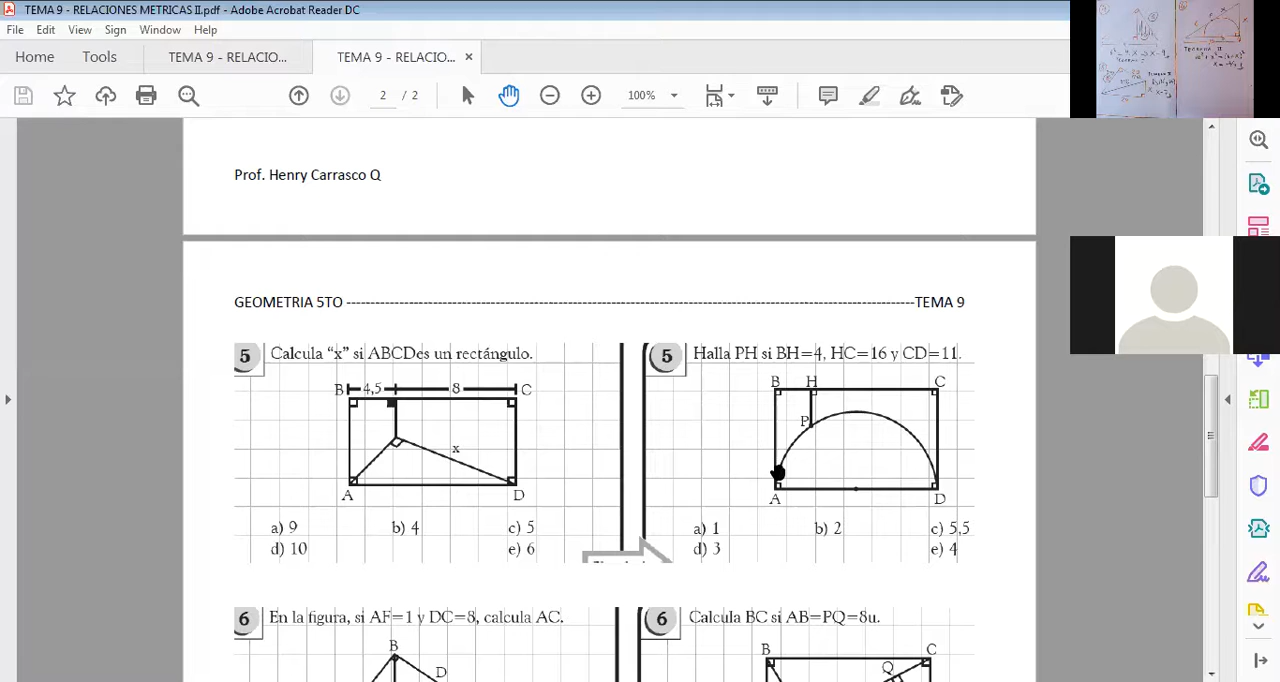 TEMA 9 - RELACIONES METRICAS II.pdf - Adobe Acrobat Reader DC
File Edit View Sign Window Help
Home Tools TEMA 9 - RELACIO... TEMA 9 - RELACIO... ×
2 / 2 100%
Prof. Henry Carrasco Q
GEOMETRIA 5TO ---------------------------------------------------------------------------------------------------------------------TEMA 9
5 Calcula “x” si ABCDes un rectángulo.
B 4,5 8 C
x
A D
a) 9 b) 4 c) 5
d) 10 e) 6
5 Halla PH si BH=4, HC=16 y CD=11.
B H C
P
A D
a) 1 b) 2 c) 5,5
d) 3 e) 4
6 En la figura, si AF=1 y DC=8, calcula AC.
B
D
6 Calcula BC si AB=PQ=8u.
B C
Q